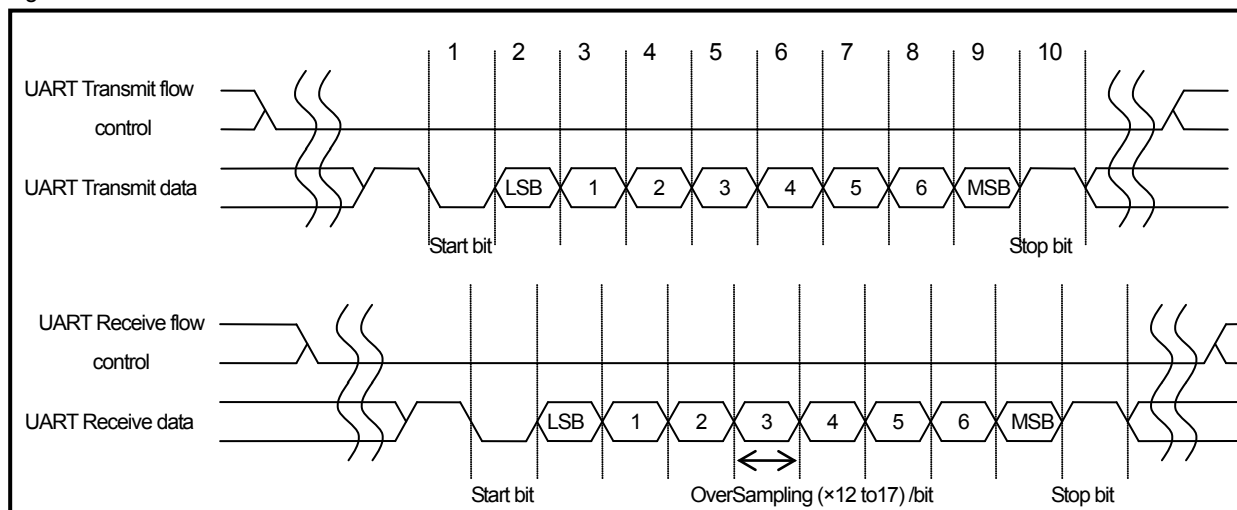 1 2 3 4 5 6 7 8 9 10
UART Transmit flow
control
UART Transmit data
LSB 1 2 3 4 5 6 MSB
Start bit Stop bit
UART Receive flow
control
UART Receive data
LSB 1 2 3 4 5 6 MSB
Start bit OverSampling (×12 to17) /bit Stop bit